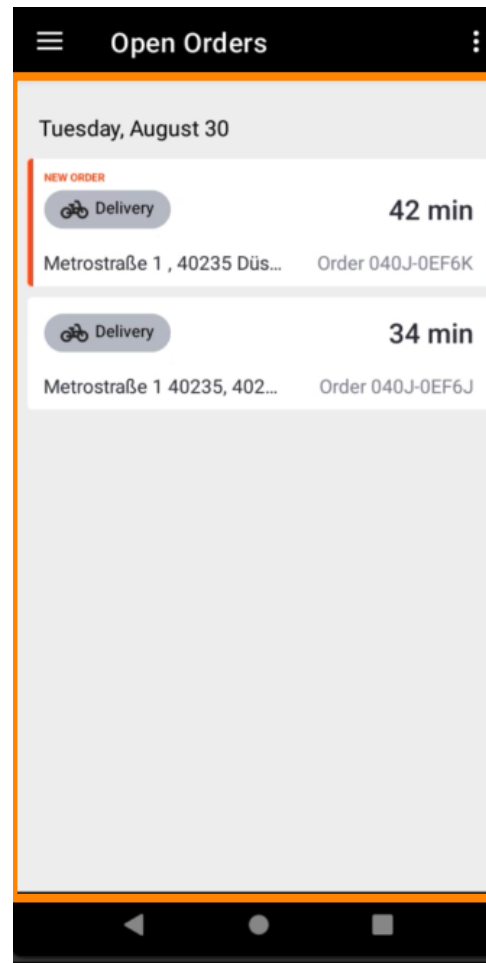 Open Orders
Tuesday, August 30
NEW ORDER
Delivery
42 min
Metrostraße 1 , 40235 Düs... Order 040J-0EF6K
Delivery
34 min
Metrostraße 1 40235, 402... Order 040J-0EF6J